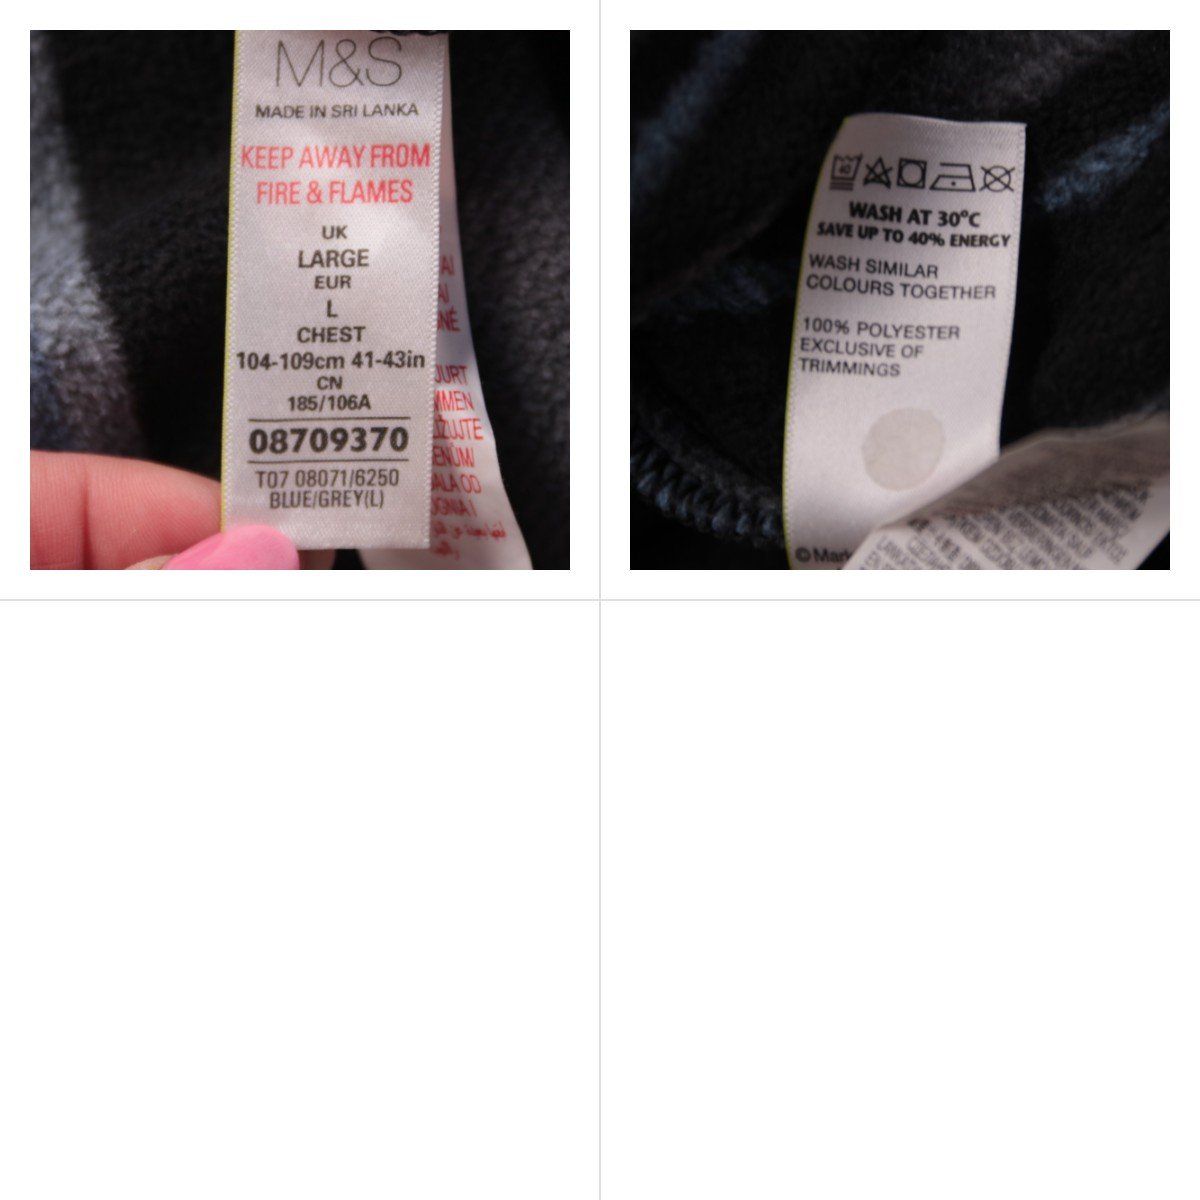 M&S
MADE IN SRI LANKA
KEEP AWAY FROM
FIRE & FLAMES
UK
LARGE
EUR
L
CHEST
104-109cm 41-43in
CN
185/106A
08709370
T07 08071/6250
BLUE/GREY(L)
40
WASH AT 30°C
SAVE UP TO 40% ENERGY
WASH SIMILAR
COLOURS TOGETHER
100% POLYESTER
EXCLUSIVE OF
TRIMMINGS